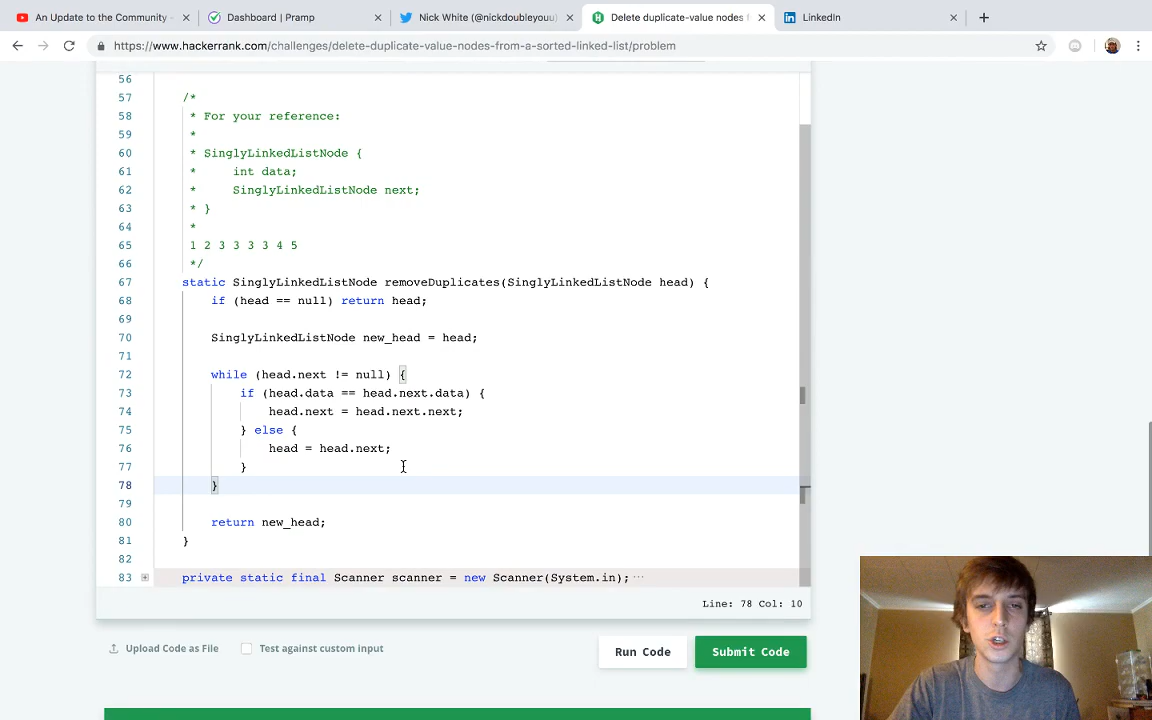 An Update to the Community -
Dashboard | Pramp
Nick White (@nickdoubleyouu)
Delete duplicate-value nodes f
LinkedIn
https://www.hackerrank.com/challenges/delete-duplicate-value-nodes-from-a-sorted-linked-list/problem
56
57 /*
58 * For your reference:
59 *
60 * SinglyLinkedListNode {
61 * int data;
62 * SinglyLinkedListNode next;
63 * }
64 *
65 1 2 3 3 3 3 4 5
66 */
67 static SinglyLinkedListNode removeDuplicates(SinglyLinkedListNode head) {
68 if (head == null) return head;
69
70 SinglyLinkedListNode new_head = head;
71
72 while (head.next != null) {
73 if (head.data == head.next.data) {
74 head.next = head.next.next;
75 } else {
76 head = head.next;
77 }
78 }
79
80 return new_head;
81 }
82
83 private static final Scanner scanner = new Scanner(System.in); ...
Line: 78 Col: 10
Upload Code as File
Test against custom input
Run Code
Submit Code